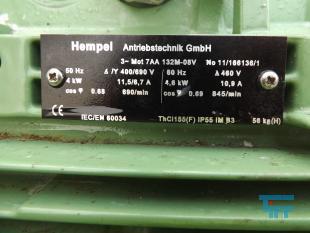 Hempel Antriebstechnik GmbH
3~ Mot 7AA 132M-08V No 11/166136/1
50 Hz Δ/Y 400/690 V 60 Hz Δ 460 V
4 kW 11,5/6,7 A 4,6 kW 10,9 A
cos φ 0.68 690/min cos φ 0.69 845/min
CE IEC/EN 60034 ThCl155(F) IP55 IM B3 56 kg(H)